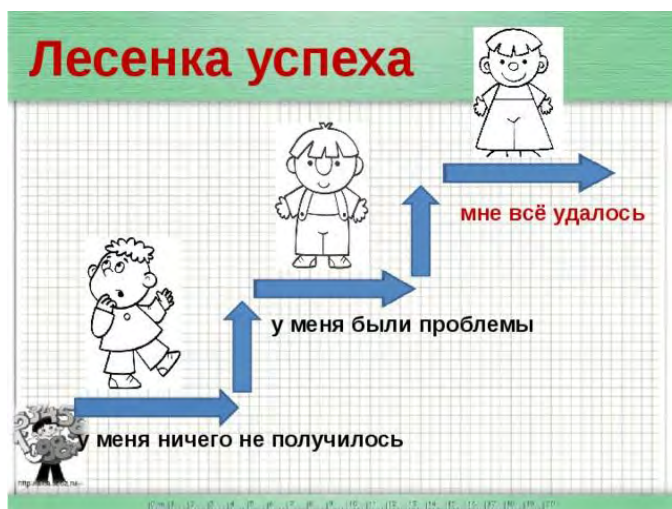 Лесенка успеха
мне всё удалось
у меня были проблемы
у меня ничего не получилось